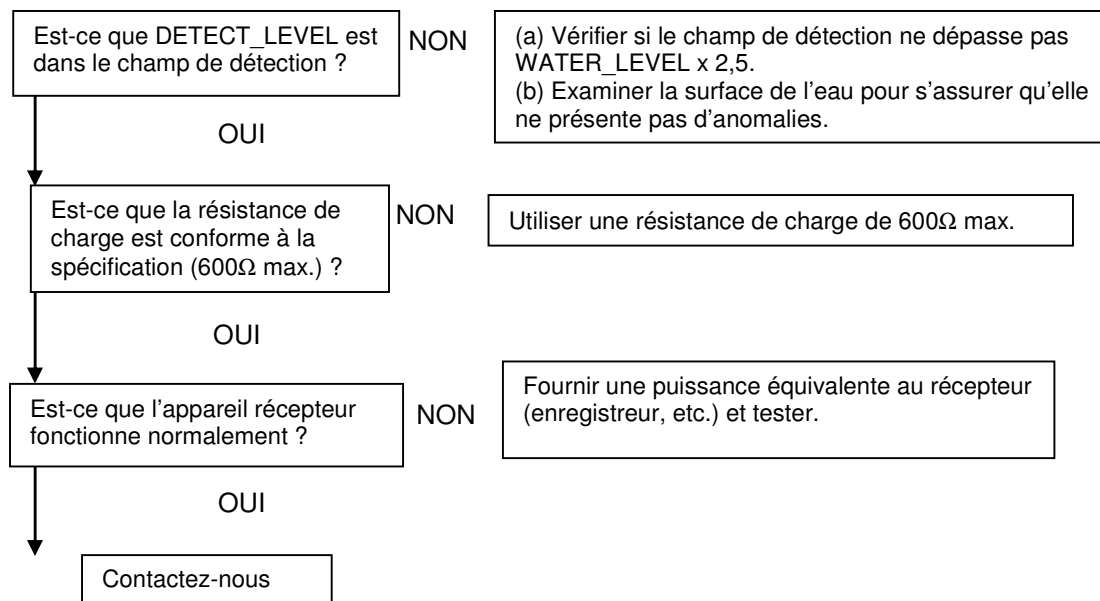 Est-ce que DETECT_LEVEL est
dans le champ de détection ?
NON
(a) Vérifier si le champ de détection ne dépasse pas
WATER_LEVEL x 2,5.
(b) Examiner la surface de l'eau pour s'assurer qu'elle
ne présente pas d'anomalies.
OUI
Est-ce que la résistance de
charge est conforme à la
spécification (600Ω max.) ?
NON
Utiliser une résistance de charge de 600Ω max.
OUI
Est-ce que l'appareil récepteur
fonctionne normalement ?
NON
Fournir une puissance équivalente au récepteur
(enregistreur, etc.) et tester.
OUI
Contactez-nous